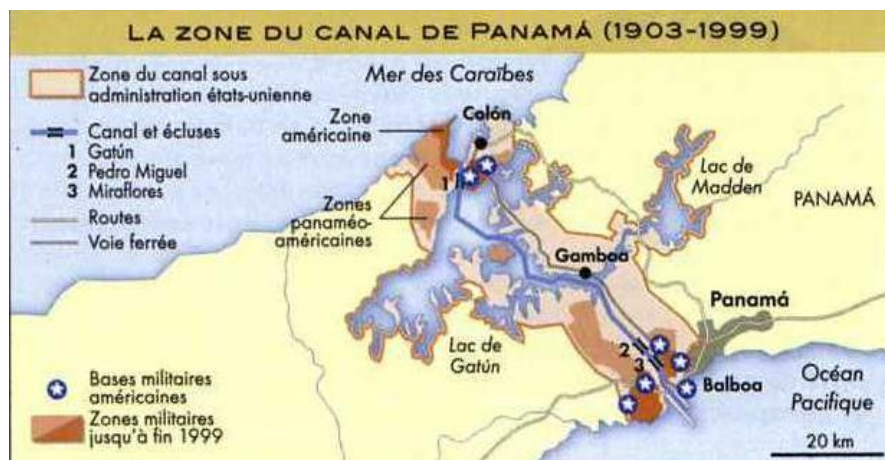 LA ZONE DU CANAL DE PANAMÁ (1903-1999)
Zone du canal sous
administration états-unienne
Canal et écluses
1 Gatún
2 Pedro Miguel
3 Miraflores
Routes
Voie ferrée
Mer des Caraïbes
Zone
américaine
Colón
1
Zones
panaméo-
américaines
Lac de
Madden
PANAMÁ
Gamboa
Panamá
Lac de
Gatún
2
3
Balboa
Océan
Pacifique
Bases militaires
américaines
Zones militaires
jusqu'à fin 1999
20 km